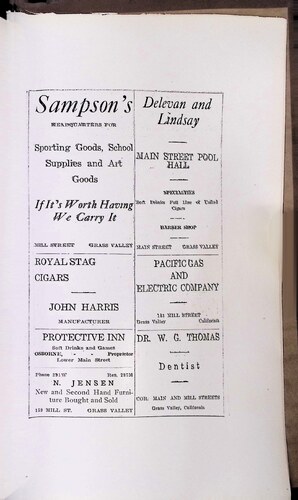 Sampson's
HEADQUARTERS FOR
Sporting Goods, School
Supplies and Art
Goods
If It's Worth Having
We Carry It
MILL STREET GRASS VALLEY
ROYAL STAG
CIGARS
JOHN HARRIS
MANUFACTURER
PROTECTIVE INN
Soft Drinks and Games
OSBORNE, - - Proprietor
Lower Main Street
Phone Res.
N. JENSEN
New and Second Hand Furni-
ture Bought and Sold
158 MILL ST. GRASS VALLEY
Delevan and
Lindsay
MAIN STREET POOL
HALL
SPECIALTIES
Soft Drinks Full Line of
Cigars
BARBER SHOP
MAIN STREET GRASS VALLEY
PACIFIC GAS
AND
ELECTRIC COMPANY
151 MILL STREET
Grass Valley California
DR. W. G. THOMAS
Dentist
COR. MAIN AND MILL STREETS
Grass Valley, California